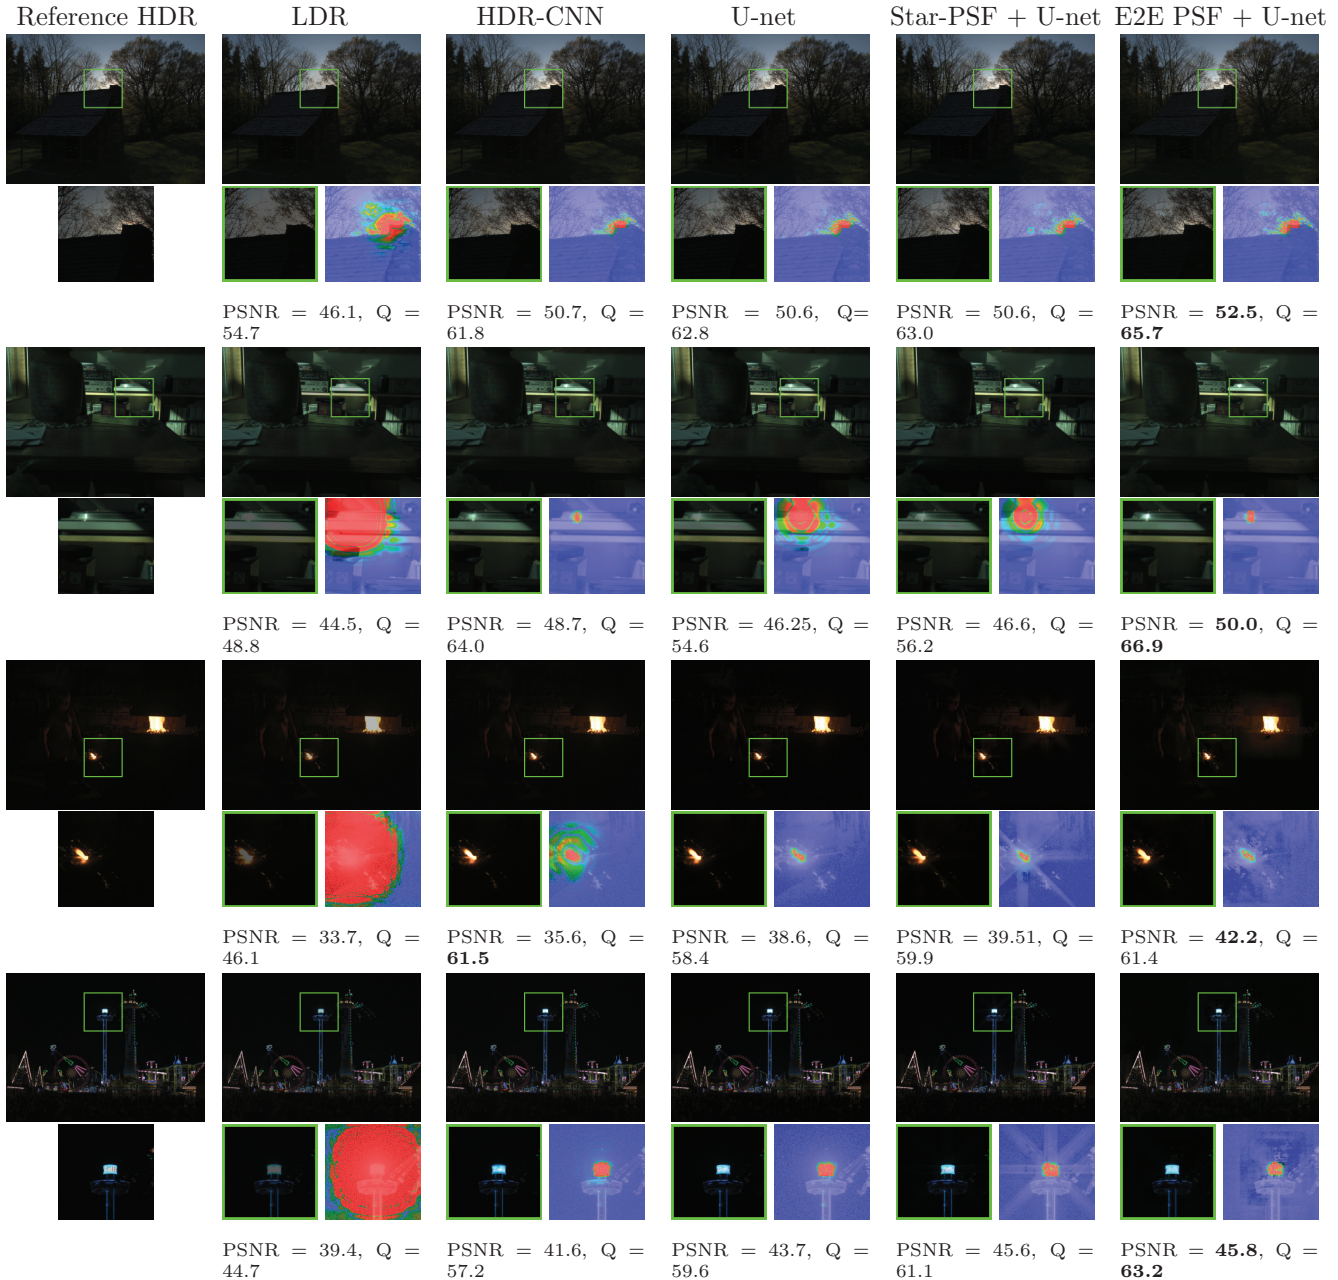 Reference HDR
LDR
HDR-CNN
U-net
Star-PSF + U-net
E2E PSF + U-net
PSNR = 46.1, Q =
54.7
PSNR = 50.7, Q =
61.8
PSNR = 50.6, Q=
62.8
PSNR = 50.6, Q =
63.0
PSNR = 52.5, Q =
65.7
PSNR = 44.5, Q =
48.8
PSNR = 48.7, Q =
64.0
PSNR = 46.25, Q =
54.6
PSNR = 46.6, Q =
56.2
PSNR = 50.0, Q =
66.9
PSNR = 33.7, Q =
46.1
PSNR = 35.6, Q =
61.5
PSNR = 38.6, Q =
58.4
PSNR = 39.51, Q =
59.9
PSNR = 42.2, Q =
61.4
PSNR = 39.4, Q =
44.7
PSNR = 41.6, Q =
57.2
PSNR = 43.7, Q =
59.6
PSNR = 45.6, Q =
61.1
PSNR = 45.8, Q =
63.2